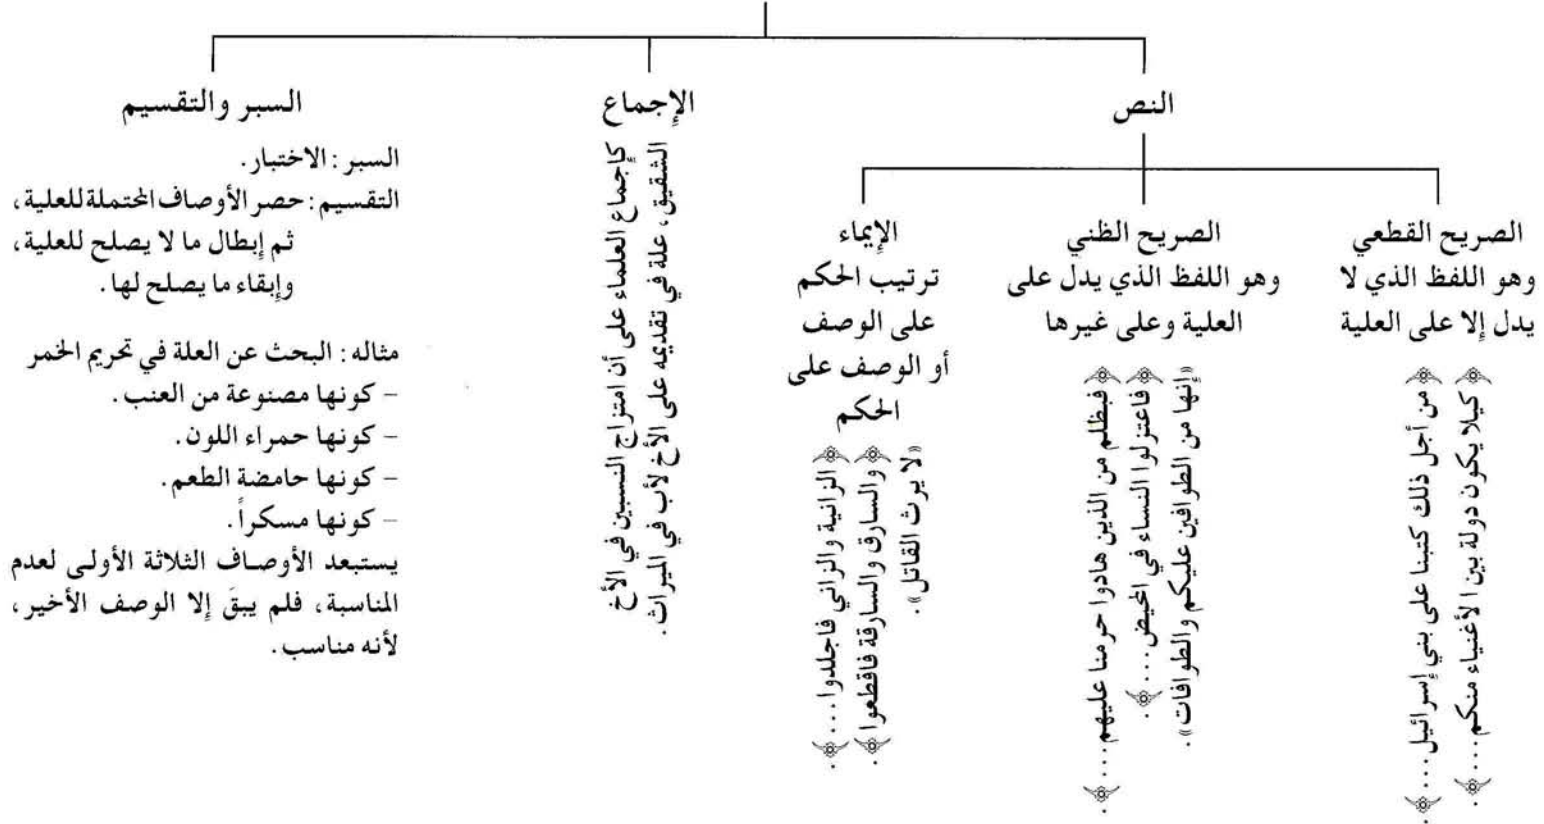 النص
الصريح القطعي
وهو اللفظ الذي لا
يدل إلا على العلية
﴿ كيلا يكون دولة بين الأغنياء منكم... ﴾ .
﴿ من أجل ذلك كتبنا على بني إسرائيل... ﴾ .
الصريح الظني
وهو اللفظ الذي يدل على
العلية وعلى غيرها
«إنها من الطوافين عليكم والطوافات» .
﴿ فاعتزلوا النساء في المحيض... ﴾ .
﴿ فبظلم من الذين هادوا حرمنا عليهم... ﴾ .
الإيماء
ترتيب الحكم
على الوصف
أو الوصف على
الحكم
«لا يرث القاتل» .
﴿ والسارق والسارقة فاقطعوا ﴾ .
﴿ الزانية والزاني فاجلدوا... ﴾ .
الإجماع
كإجماع العلماء على أن امتزاج النسبين في الأخ
الشقيق، علة في تقديمه على الأخ لأب في الميراث.
السبر والتقسيم
السبر : الاختبار .
التقسيم : حصر الأوصاف المحتملة للعلية ،
ثم إبطال ما لا يصلح للعلية،
وإبقاء ما يصلح لها .
مثاله : البحث عن العلة في تحريم الخمر
– كونها مصنوعة من العنب .
– كونها حمراء اللون .
– كونها حامضة الطعم .
– كونها مسكراً .
يستبعد الأوصاف الثلاثة الأولى لعدم
المناسبة ، فلم يبقَ إلا الوصف الأخير ،
لأنه مناسب .